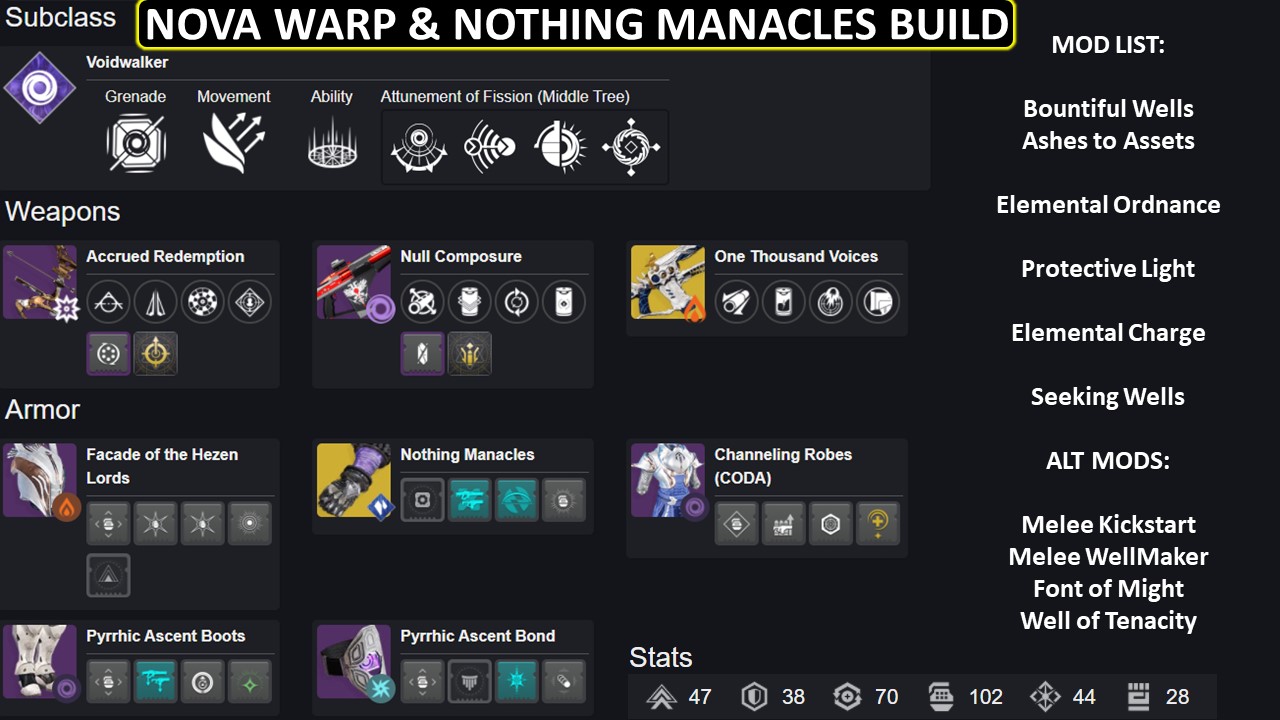 Subclass
NOVA WARP & NOTHING MANACLES BUILD
Voidwalker
Grenade
Movement
Ability
Attunement of Fission (Middle Tree)
Weapons
Accrued Redemption
Null Composure
One Thousand Voices
Armor
Facade of the Hezen
Lords
Nothing Manacles
Channeling Robes
(CODA)
Pyrrhic Ascent Boots
Pyrrhic Ascent Bond
Stats
47
38
70
102
44
28
MOD LIST:
Bountiful Wells
Ashes to Assets
Elemental Ordnance
Protective Light
Elemental Charge
Seeking Wells
ALT MODS:
Melee Kickstart
Melee WellMaker
Font of Might
Well of Tenacity